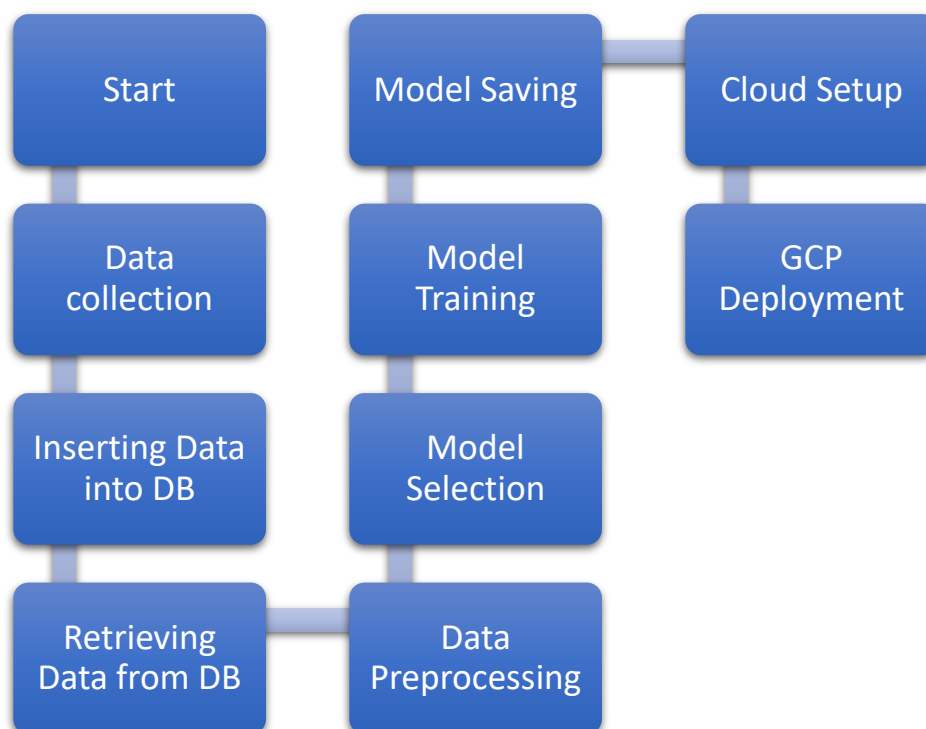 Start
Data
collection
Inserting Data
into DB
Retrieving
Data from DB
Data
Preprocessing
Model
Selection
Model
Training
Model Saving
Cloud Setup
GCP
Deployment